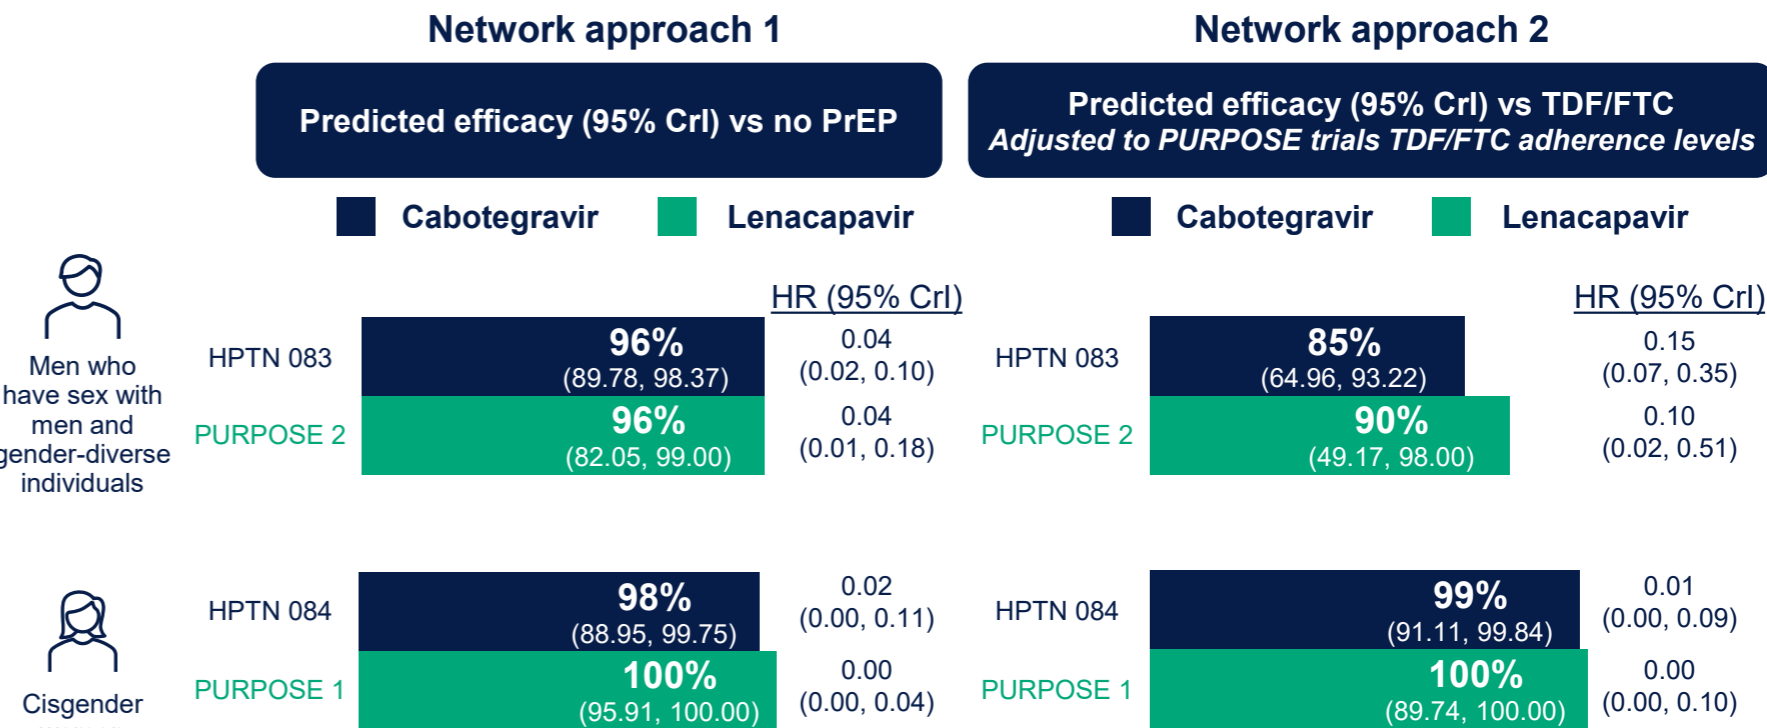 Network approach 1
Network approach 2
Predicted efficacy (95% CrI) vs no PrEP
Predicted efficacy (95% CrI) vs TDF/FTC
Adjusted to PURPOSE trials TDF/FTC adherence levels
Cabotegravir
Lenacapavir
Cabotegravir
Lenacapavir
Men who
have sex with
men and
gender-diverse
individuals
HR (95% CrI)
HPTN 083
96%
(89.78, 98.37)
0.04
(0.02, 0.10)
PURPOSE 2
96%
(82.05, 99.00)
0.04
(0.01, 0.18)
HR (95% CrI)
HPTN 083
85%
(64.96, 93.22)
0.15
(0.07, 0.35)
PURPOSE 2
90%
(49.17, 98.00)
0.10
(0.02, 0.51)
Cisgender
HPTN 084
98%
(88.95, 99.75)
0.02
(0.00, 0.11)
PURPOSE 1
100%
(95.91, 100.00)
0.00
(0.00, 0.04)
HPTN 084
99%
(91.11, 99.84)
0.01
(0.00, 0.09)
PURPOSE 1
100%
(89.74, 100.00)
0.00
(0.00, 0.10)